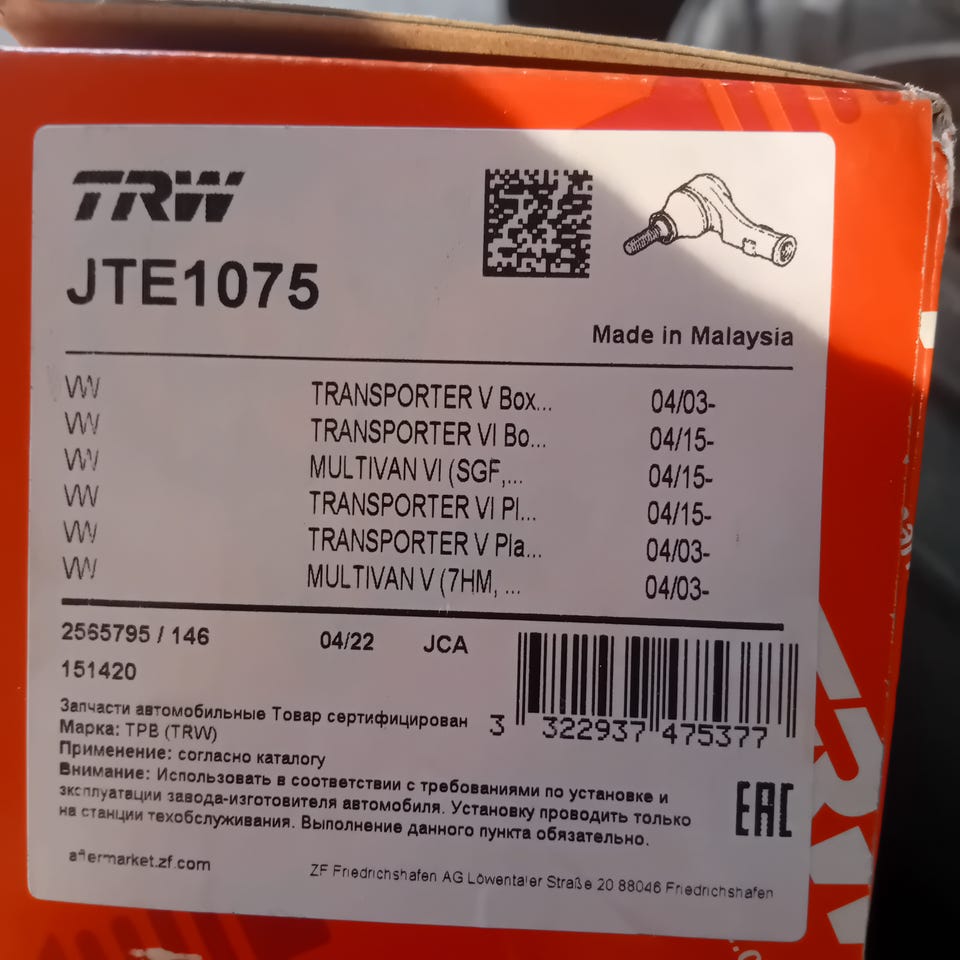 TRW
JTE1075
Made in Malaysia
VW TRANSPORTER V Box... 04/03-
VW TRANSPORTER VI Bo... 04/15-
VW MULTIVAN VI (SGF,... 04/15-
VW TRANSPORTER VI Pl... 04/15-
VW TRANSPORTER V Pla... 04/03-
VW MULTIVAN V (7HM, ... 04/03-
2565795 / 146 04/22 JCA
151420
3 322937 475377
Запчасти автомобильные Товар сертифицирован
Марка: ТРВ (TRW)
Применение: согласно каталогу
Внимание: Использовать в соответствии с требованиями по установке и
эксплуатации завода-изготовителя автомобиля. Установку проводить только
на станции техобслуживания. Выполнение данного пункта обязательно.
EAC
aftermarket.zf.com
ZF Friedrichshafen AG Löwentaler Straße 20 88046 Friedrichshafen
TRW